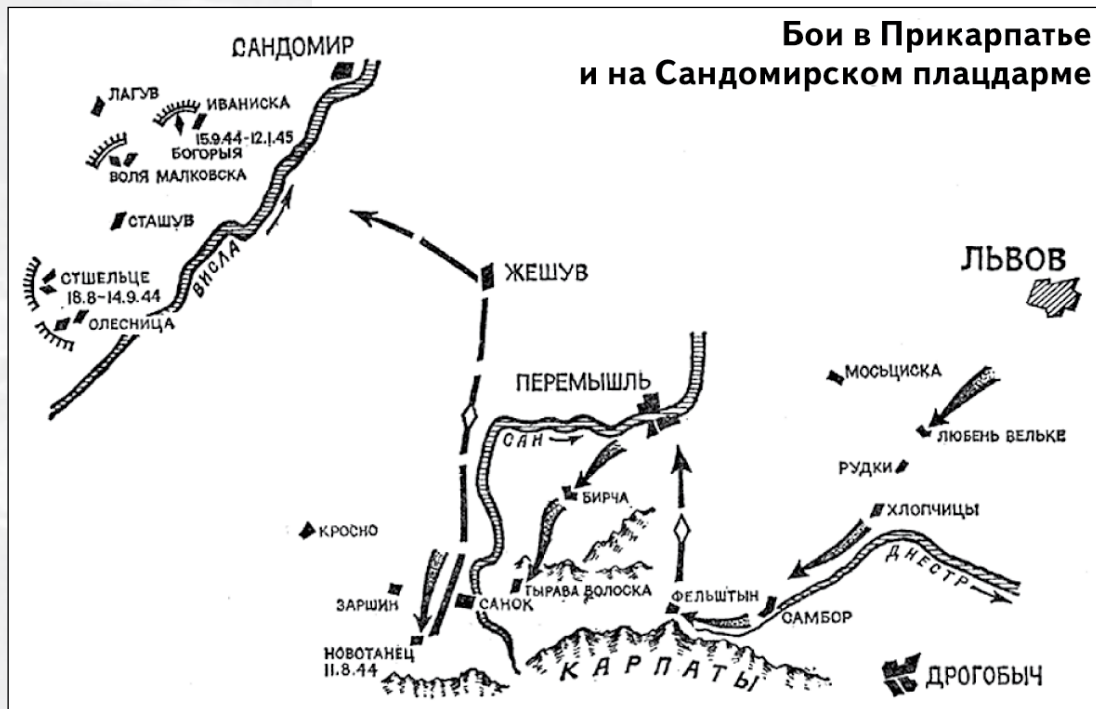 Бои в Прикарпатье
и на Сандомирском плацдарме
САНДОМИР
ЛАГУВ
ИВАНИСКА
15.9.44-12.1.45
БОГОРЫЯ
ВОЛЯ МАЛКОВСКА
СТАШУВ
ВИСЛА
СТШЕЛЬЦЕ
18.8-14.9.44
ОЛЕСНИЦА
ЖЕШУВ
ЛЬВОВ
ПЕРЕМЫШЛЬ
МОСЬЦИСКА
САН
ЛЮБЕНЬ ВЕЛЬКЕ
РУДКИ
БИРЧА
ХЛОПЧИЦЫ
КРОСНО
ДНЕСТР
ТЫРАВА ВОЛОСКА
ФЕЛЬШТЫН
ЗАРШИН
САНОК
САМБОР
НОВОТАНЕЦ
11.8.44
КАРПАТЫ
ДРОГОБЫЧ